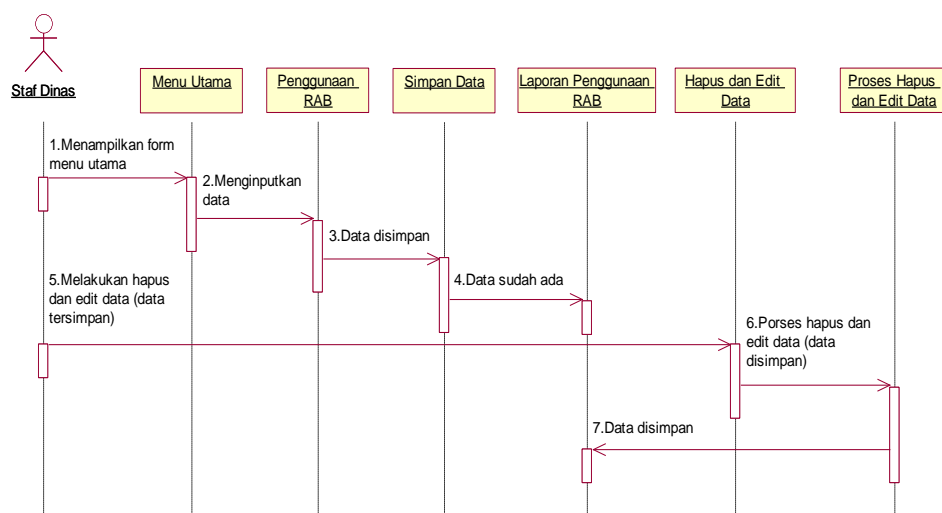 Staf Dinas
Menu Utama
Penggunaan
RAB
Simpan Data
Laporan Penggunaan
RAB
Hapus dan Edit
Data
Proses Hapus
dan Edit Data
1.Menampilkan form
menu utama
2.Menginputkan
data
3.Data disimpan
4.Data sudah ada
5.Melakukan hapus
dan edit data (data
tersimpan)
6.Porses hapus dan
edit data (data
disimpan)
7.Data disimpan